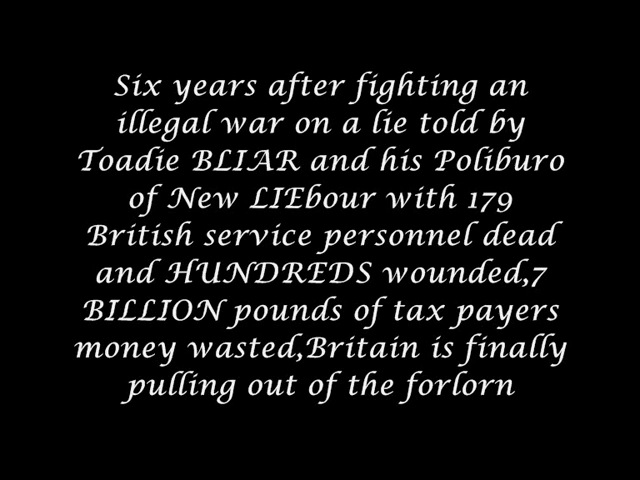 Six years after fighting an
illegal war on a lie told by
Toadie BLIAR and his Poliburo
of New LIEbour with 179
British service personnel dead
and HUNDREDS wounded,7
BILLION pounds of tax payers
money wasted,Britain is finally
pulling out of the forlorn